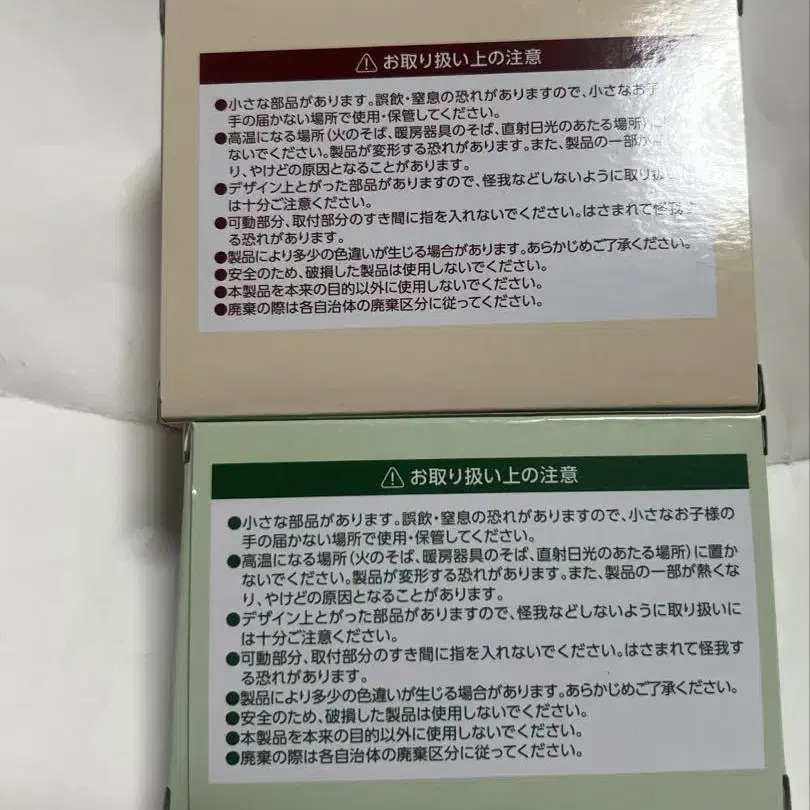 ⚠お取り扱い上の注意
●小さな部品があります。誤飲・窒息の恐れがありますので、小さなお子
手の届かない場所で使用・保管してください。
●高温になる場所(火のそば、暖房器具のそば、直射日光のあたる場所)に
ないでください。製品が変形する恐れがあります。また、製品の一部が
り、やけどの原因となることがあります。
●デザイン上とがった部品がありますので、怪我などしないように取り扱い
は十分ご注意ください。
●可動部分、取付部分のすき間に指を入れないでください。はさまれて怪我す
る恐れがあります。
●製品により多少の色違いが生じる場合があります。あらかじめご了承ください。
●安全のため、破損した製品は使用しないでください。
●本製品を本来の目的以外に使用しないでください。
●廃棄の際は各自治体の廃棄区分に従ってください。
⚠お取り扱い上の注意
●小さな部品があります。誤飲・窒息の恐れがありますので、小さなお子様の
手の届かない場所で使用・保管してください。
●高温になる場所(火のそば、暖房器具のそば、直射日光のあたる場所)に置か
ないでください。製品が変形する恐れがあります。また、製品の一部が熱くな
り、やけどの原因となることがあります。
●デザイン上とがった部品がありますので、怪我などしないように取り扱いに
は十分ご注意ください。
●可動部分、取付部分のすき間に指を入れないでください。はさまれて怪我す
る恐れがあります。
●製品により多少の色違いが生じる場合があります。あらかじめご了承ください。
●安全のため、破損した製品は使用しないでください。
●本製品を本来の目的以外に使用しないでください。
●廃棄の際は各自治体の廃棄区分に従ってください。